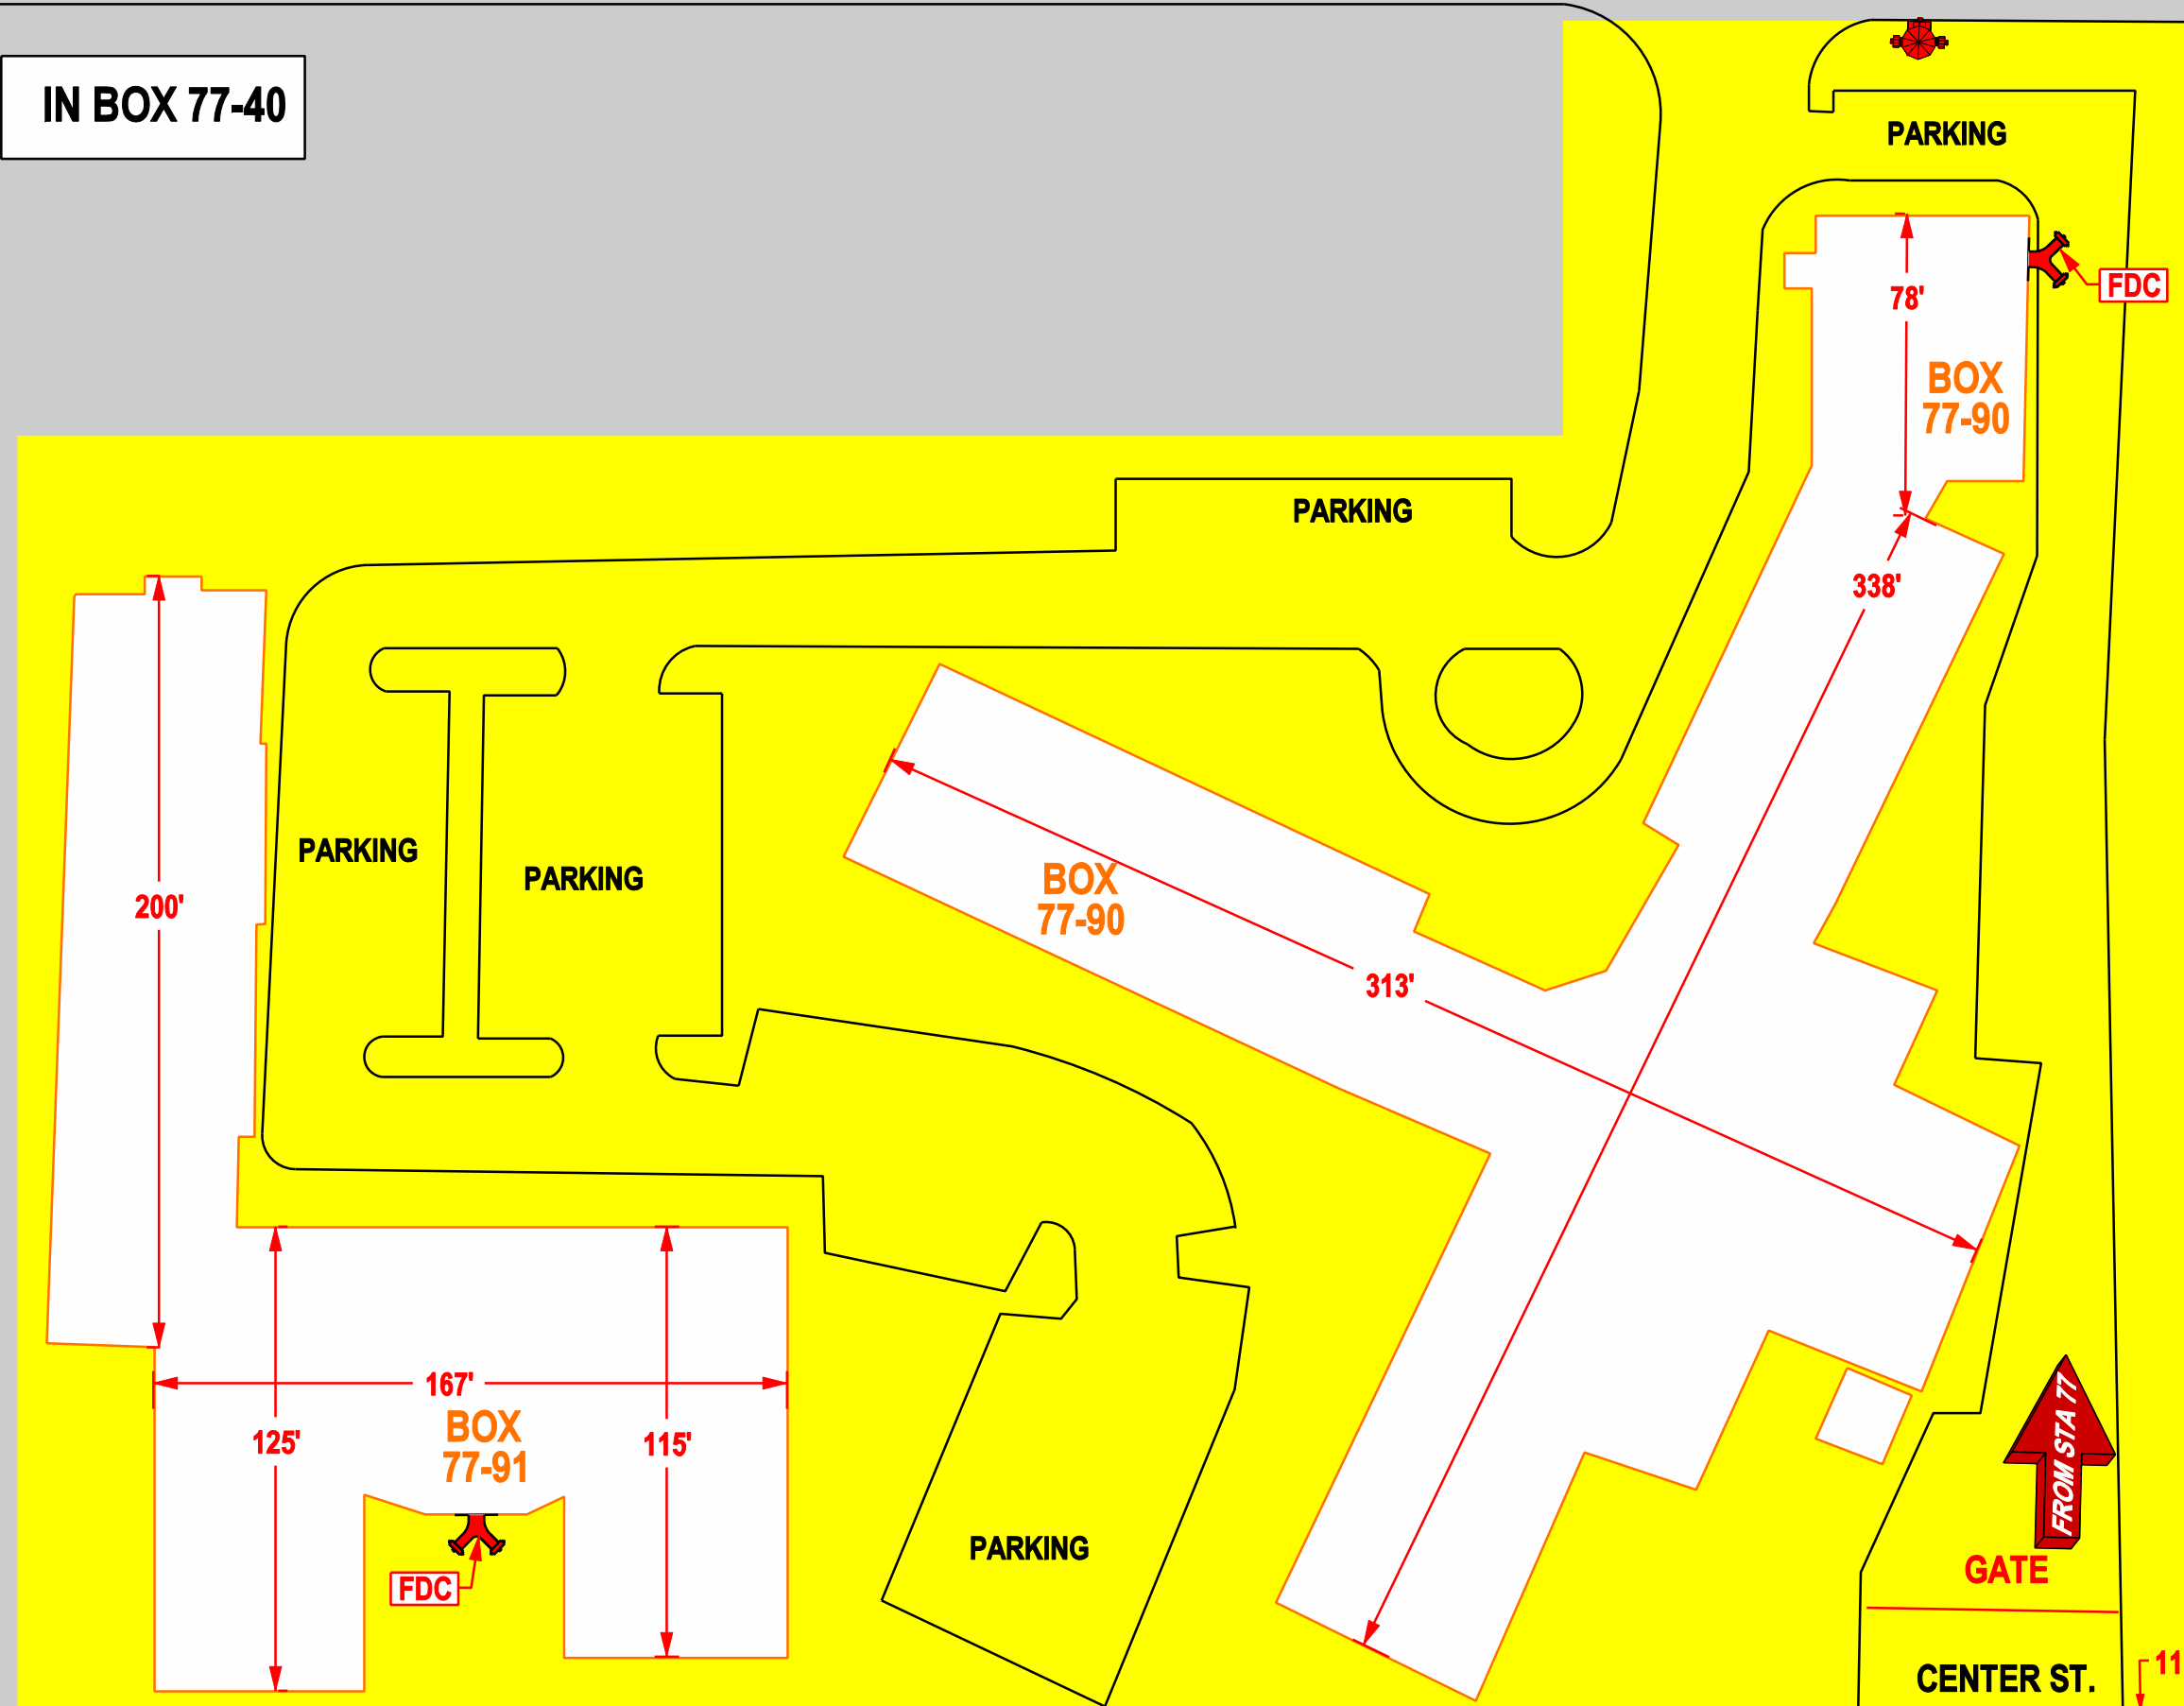 IN BOX 77-40
PARKING
FDC
78'
BOX
77-90
PARKING
338'
PARKING
PARKING
200'
BOX
77-90
313'
167'
BOX
77-91
125'
115'
FDC
PARKING
FROM STA 77
GATE
CENTER ST.
11